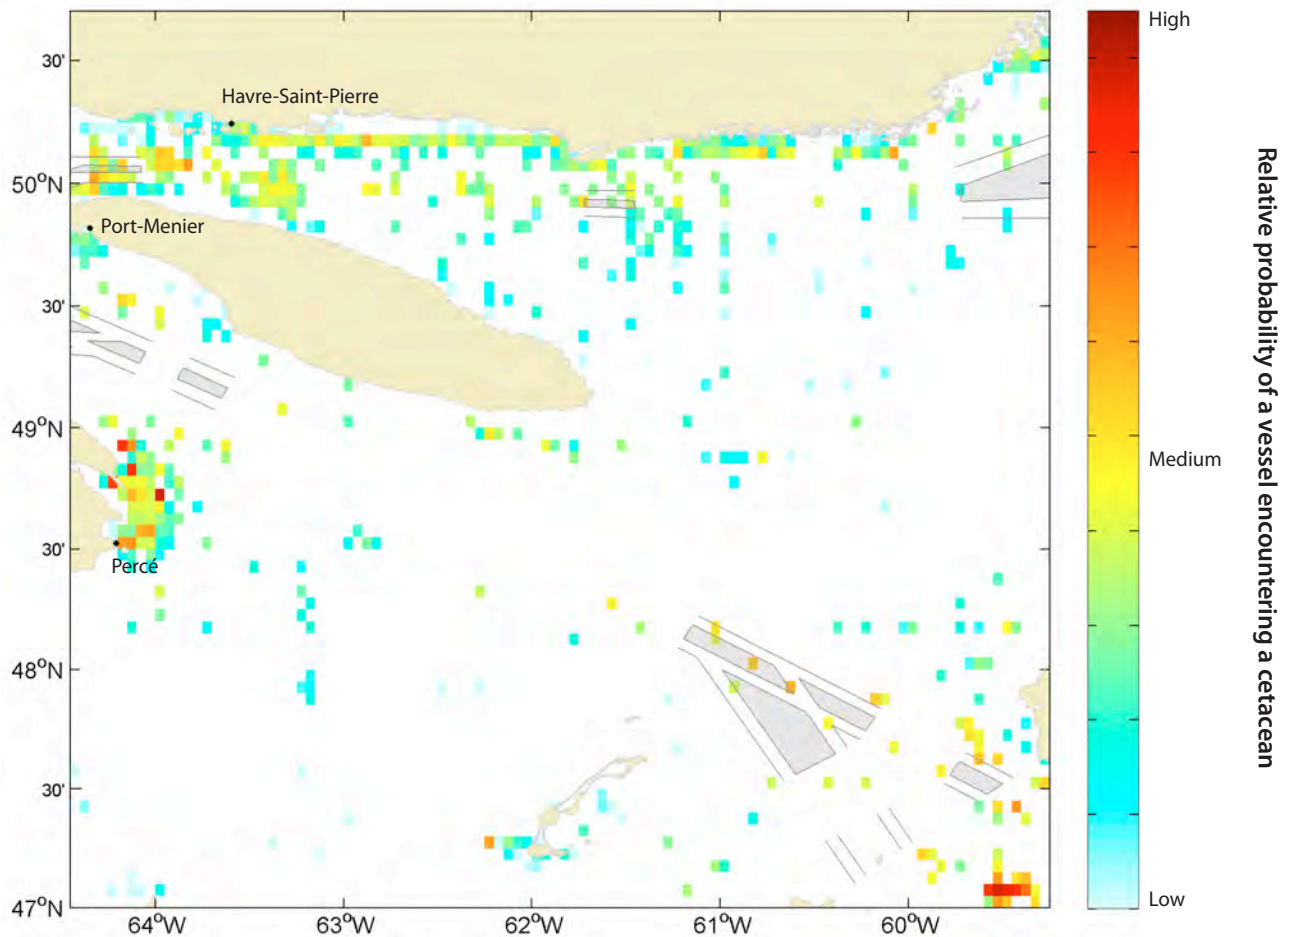 High
30'
Havre-Saint-Pierre
50°N
Port-Menier
30'
49°N
Medium
30'
Percé
48°N
30'
47°N
Low
64°W
63°W
62°W
61°W
60°W
Relative probability of a vessel encountering a cetacean